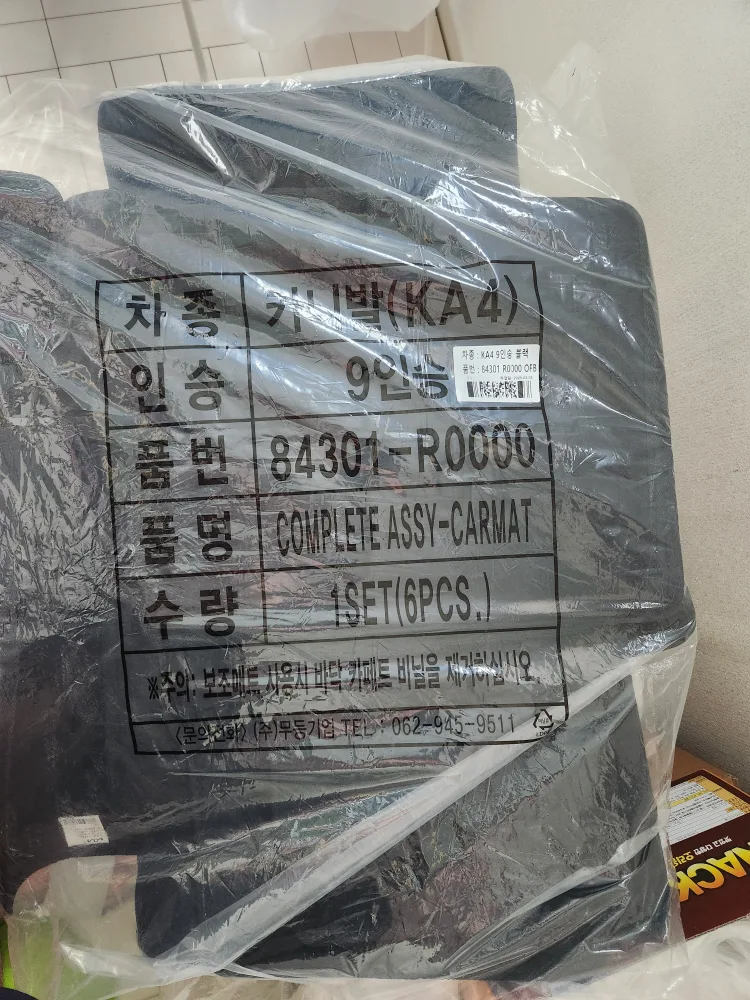 차 종 카니발(KA4)
인 승 9인승
차종 : KA4 9인승 블랙
품번 : 84301 R0000 OFB
품 번 84301-R0000
품 명 COMPLETE ASSY-CARMAT
수 량 1SET(6PCS.)
※주의: 보조매트 사용시 바닥 카페트 비닐을 제거하십시오.
〈문의전화〉 (주)무등기업 TEL : 062-945-9511
NACK